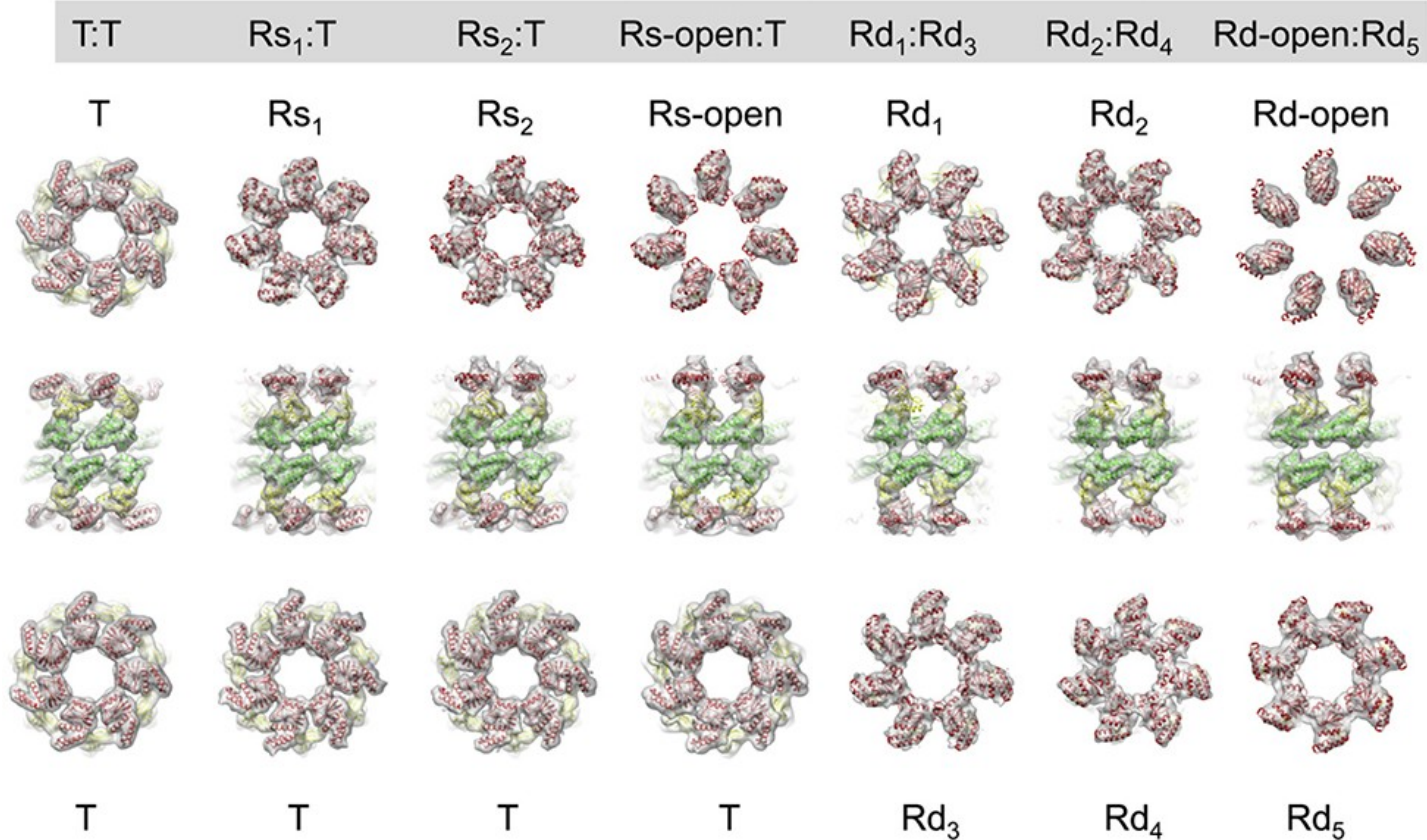 T:T Rs₁:T Rs₂:T Rs-open:T Rd₁:Rd₃ Rd₂:Rd₄ Rd-open:Rd₅
T Rs₁ Rs₂ Rs-open Rd₁ Rd₂ Rd-open
T T T T Rd₃ Rd₄ Rd₅